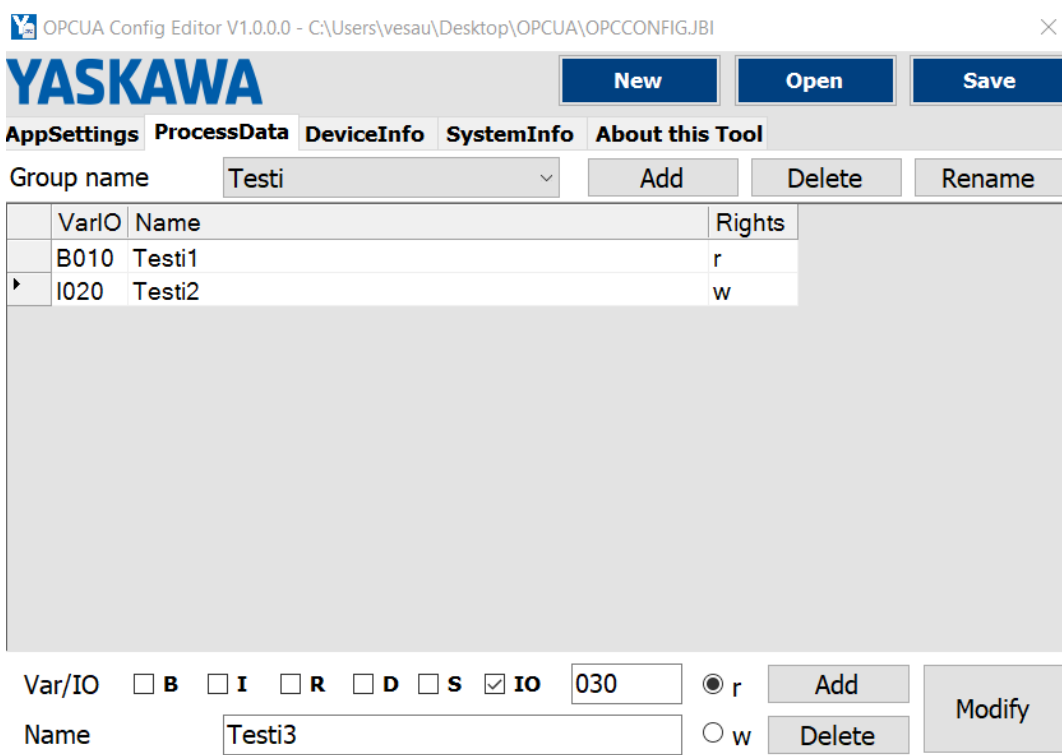 OPCUA Config Editor V1.0.0.0 - C:\Users\vesau\Desktop\OPCUA\OPCCONFIG.JBI
YASKAWA New Open Save
AppSettings ProcessData DeviceInfo SystemInfo About this Tool
Group name Testi Add Delete Rename
VarIO Name Rights
B010 Testi1 r
I020 Testi2 w
Var/IO B I R D S IO 030 r Add
Modify
Name Testi3 w Delete